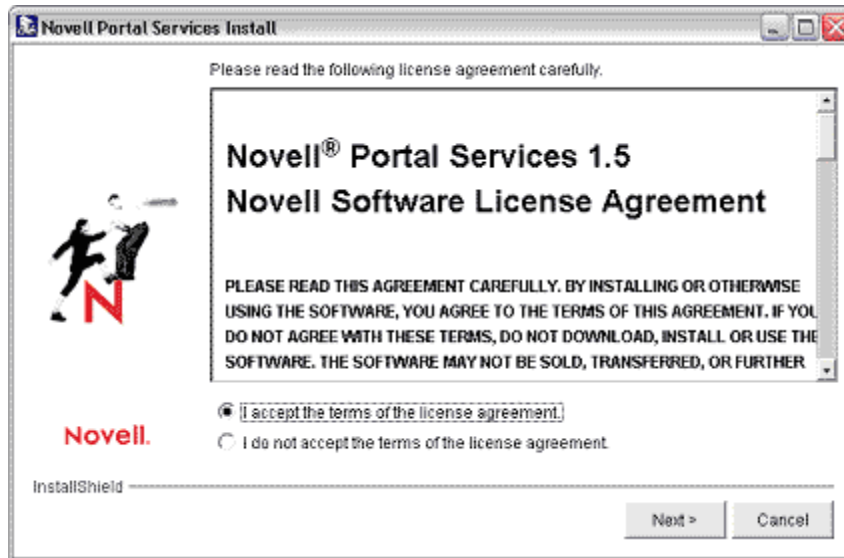 Novell Portal Services Install
Please read the following license agreement carefully.
Novell® Portal Services 1.5
Novell Software License Agreement
PLEASE READ THIS AGREEMENT CAREFULLY. BY INSTALLING OR OTHERWISE
USING THE SOFTWARE, YOU AGREE TO THE TERMS OF THIS AGREEMENT. IF YOU
DO NOT AGREE WITH THESE TERMS, DO NOT DOWNLOAD, INSTALL OR USE THE
SOFTWARE. THE SOFTWARE MAY NOT BE SOLD, TRANSFERRED, OR FURTHER
N
I accept the terms of the license agreement.
Novell.
I do not accept the terms of the license agreement.
InstallShield
Next >
Cancel